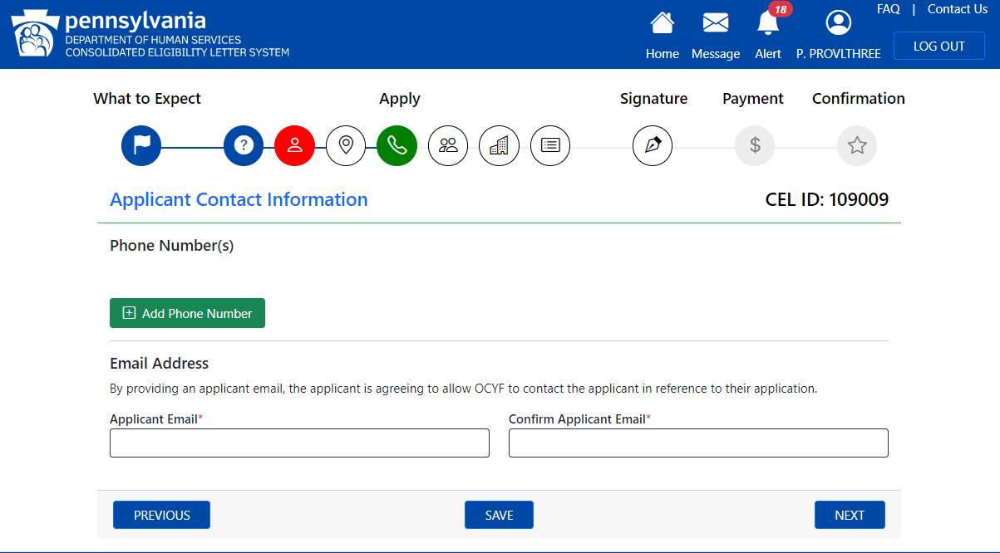 pennsylvania
DEPARTMENT OF HUMAN SERVICES
CONSOLIDATED ELIGIBILITY LETTER SYSTEM
Home
Message
18
Alert
P. PROVLTHREE
FAQ | Contact Us
LOG OUT
What to Expect
Apply
Signature
Payment
Confirmation
?
$
Applicant Contact Information
CEL ID: 109009
Phone Number(s)
Add Phone Number
Email Address
By providing an applicant email, the applicant is agreeing to allow OCYF to contact the applicant in reference to their application.
Applicant Email*
Confirm Applicant Email*
PREVIOUS
SAVE
NEXT